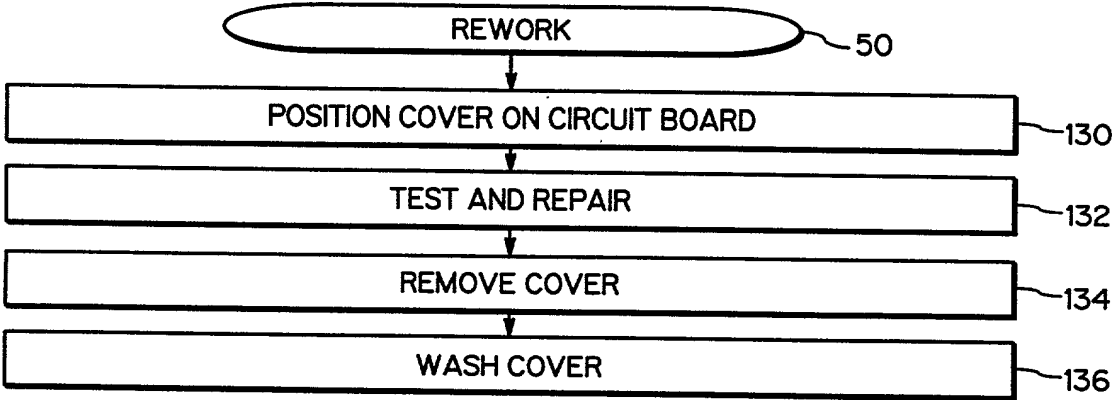 REWORK
50
POSITION COVER ON CIRCUIT BOARD
130
TEST AND REPAIR
132
REMOVE COVER
134
WASH COVER
136